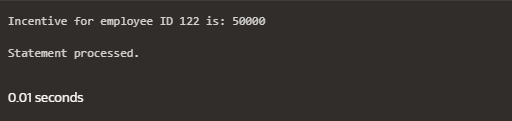 Incentive for employee ID 122 is: 50000
Statement processed.
0.01 seconds